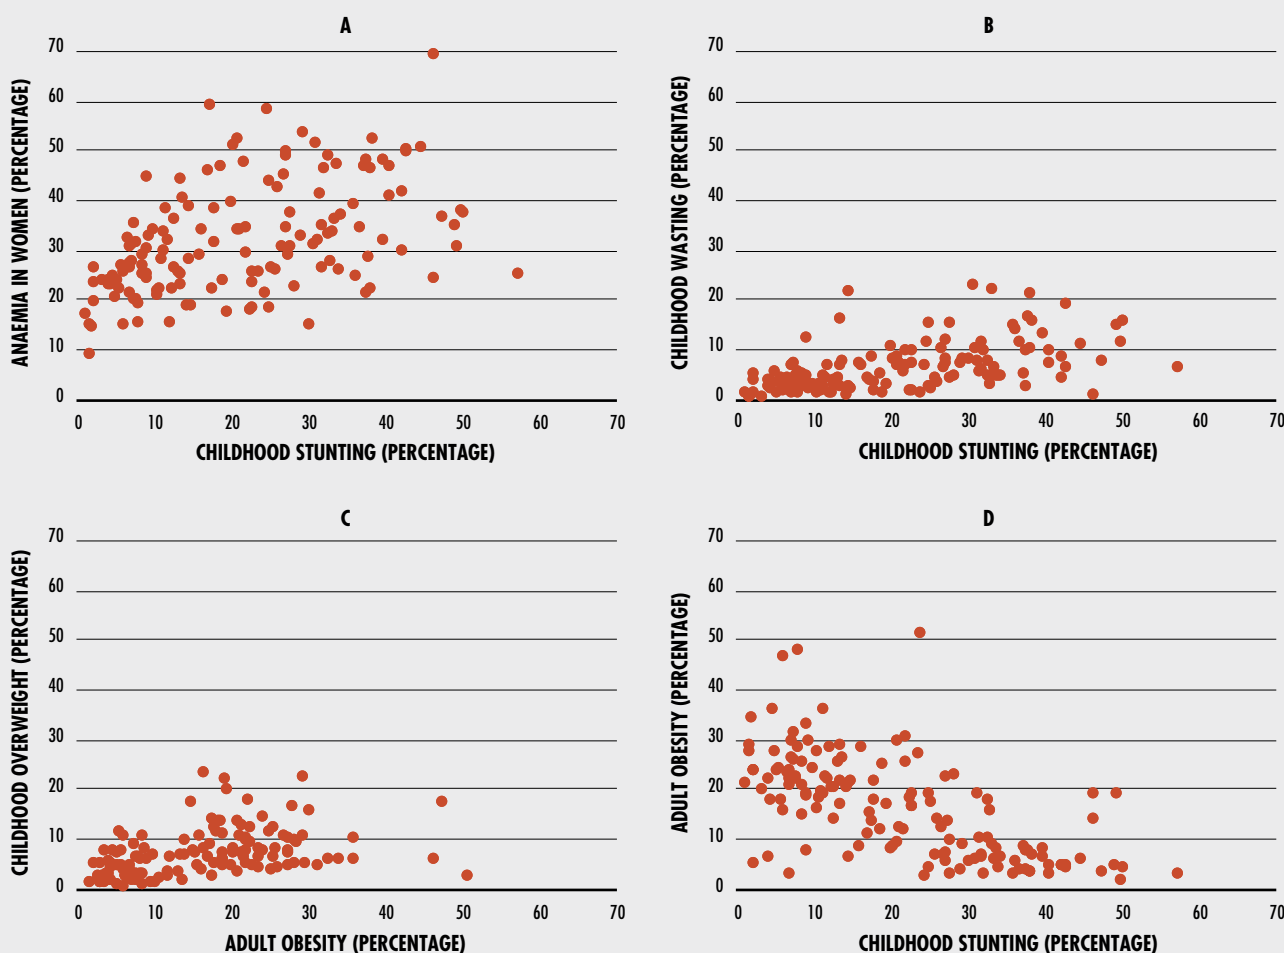 A
70
60
50
40
30
20
10
0
ANAEMIA IN WOMEN (PERCENTAGE)
0 10 20 30 40 50 60 70
CHILDHOOD STUNTING (PERCENTAGE)
B
70
60
50
40
30
20
10
0
CHILDHOOD WASTING (PERCENTAGE)
0 10 20 30 40 50 60 70
CHILDHOOD STUNTING (PERCENTAGE)
C
70
60
50
40
30
20
10
0
CHILDHOOD OVERWEIGHT (PERCENTAGE)
0 10 20 30 40 50 60 70
ADULT OBESITY (PERCENTAGE)
D
70
60
50
40
30
20
10
0
ADULT OBESITY (PERCENTAGE)
0 10 20 30 40 50 60 70
CHILDHOOD STUNTING (PERCENTAGE)